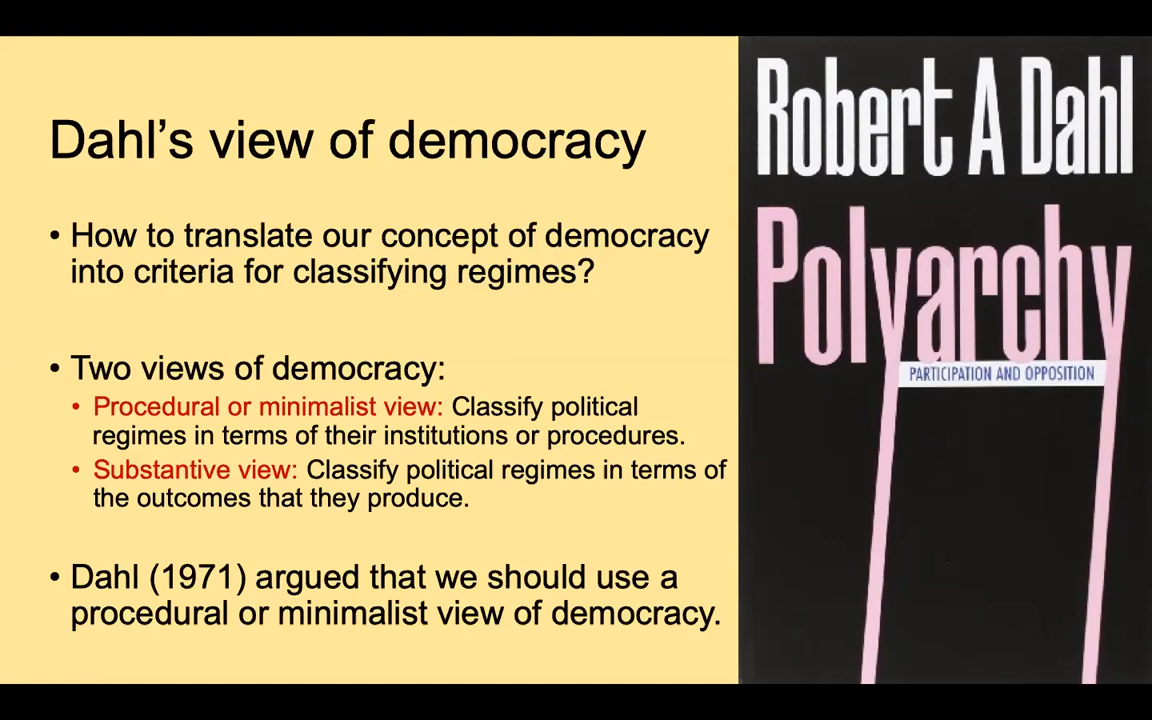 Dahl’s view of democracy
• How to translate our concept of democracy
into criteria for classifying regimes?
• Two views of democracy:
• Procedural or minimalist view: Classify political
regimes in terms of their institutions or procedures.
• Substantive view: Classify political regimes in terms of
the outcomes that they produce.
• Dahl (1971) argued that we should use a
procedural or minimalist view of democracy.
Robert A Dahl
Polyarchy
PARTICIPATION AND OPPOSITION